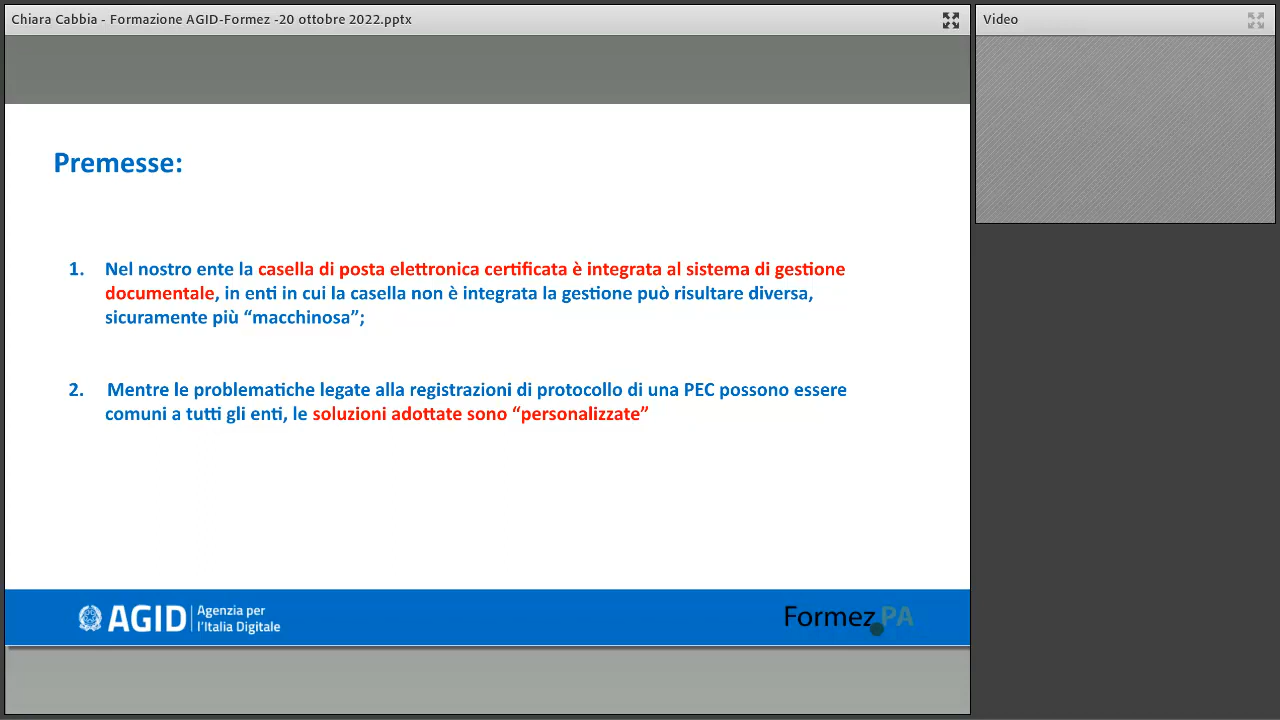 Chiara Cabbia - Formazione AGID-Formez -20 ottobre 2022.pptx
Video
Premesse:
1. Nel nostro ente la casella di posta elettronica certificata è integrata al sistema di gestione
documentale, in enti in cui la casella non è integrata la gestione può risultare diversa,
sicuramente più “macchinosa”;
2. Mentre le problematiche legate alla registrazioni di protocollo di una PEC possono essere
comuni a tutti gli enti, le soluzioni adottate sono “personalizzate”
AGID Agenzia per
l'Italia Digitale
Formez PA